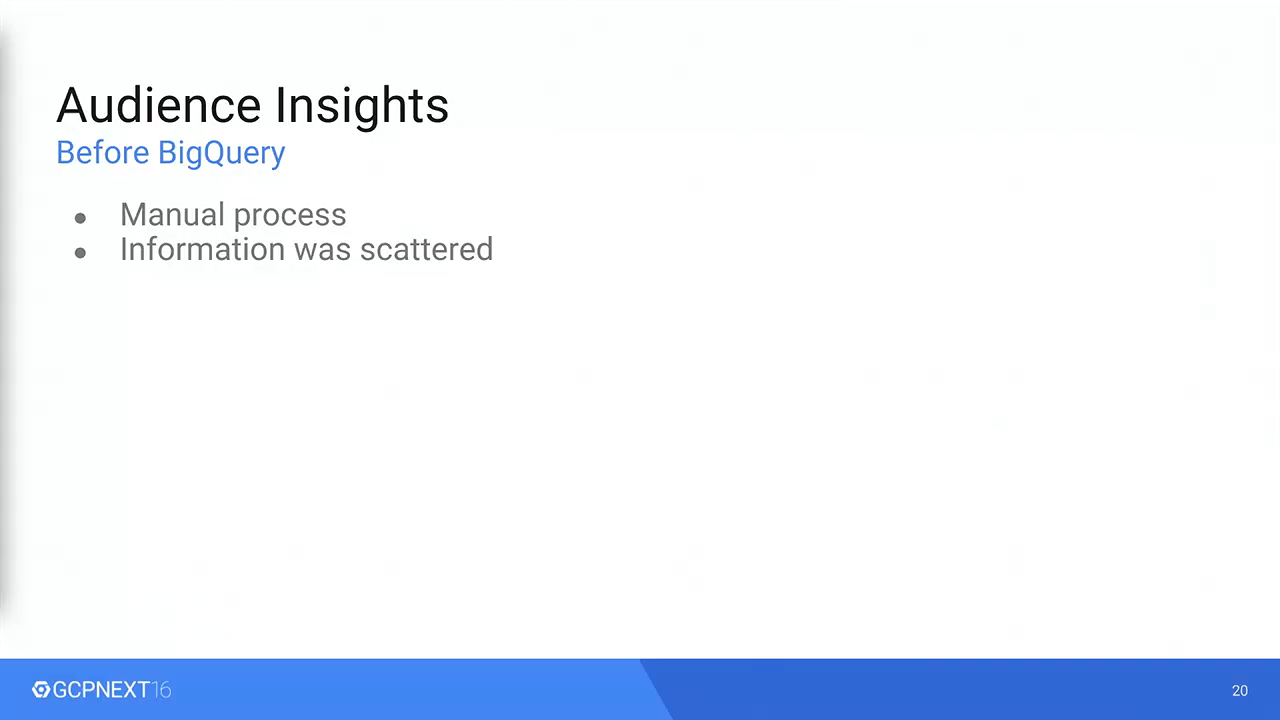 Audience Insights
Before BigQuery
● Manual process
● Information was scattered
GCPNEXT16
20